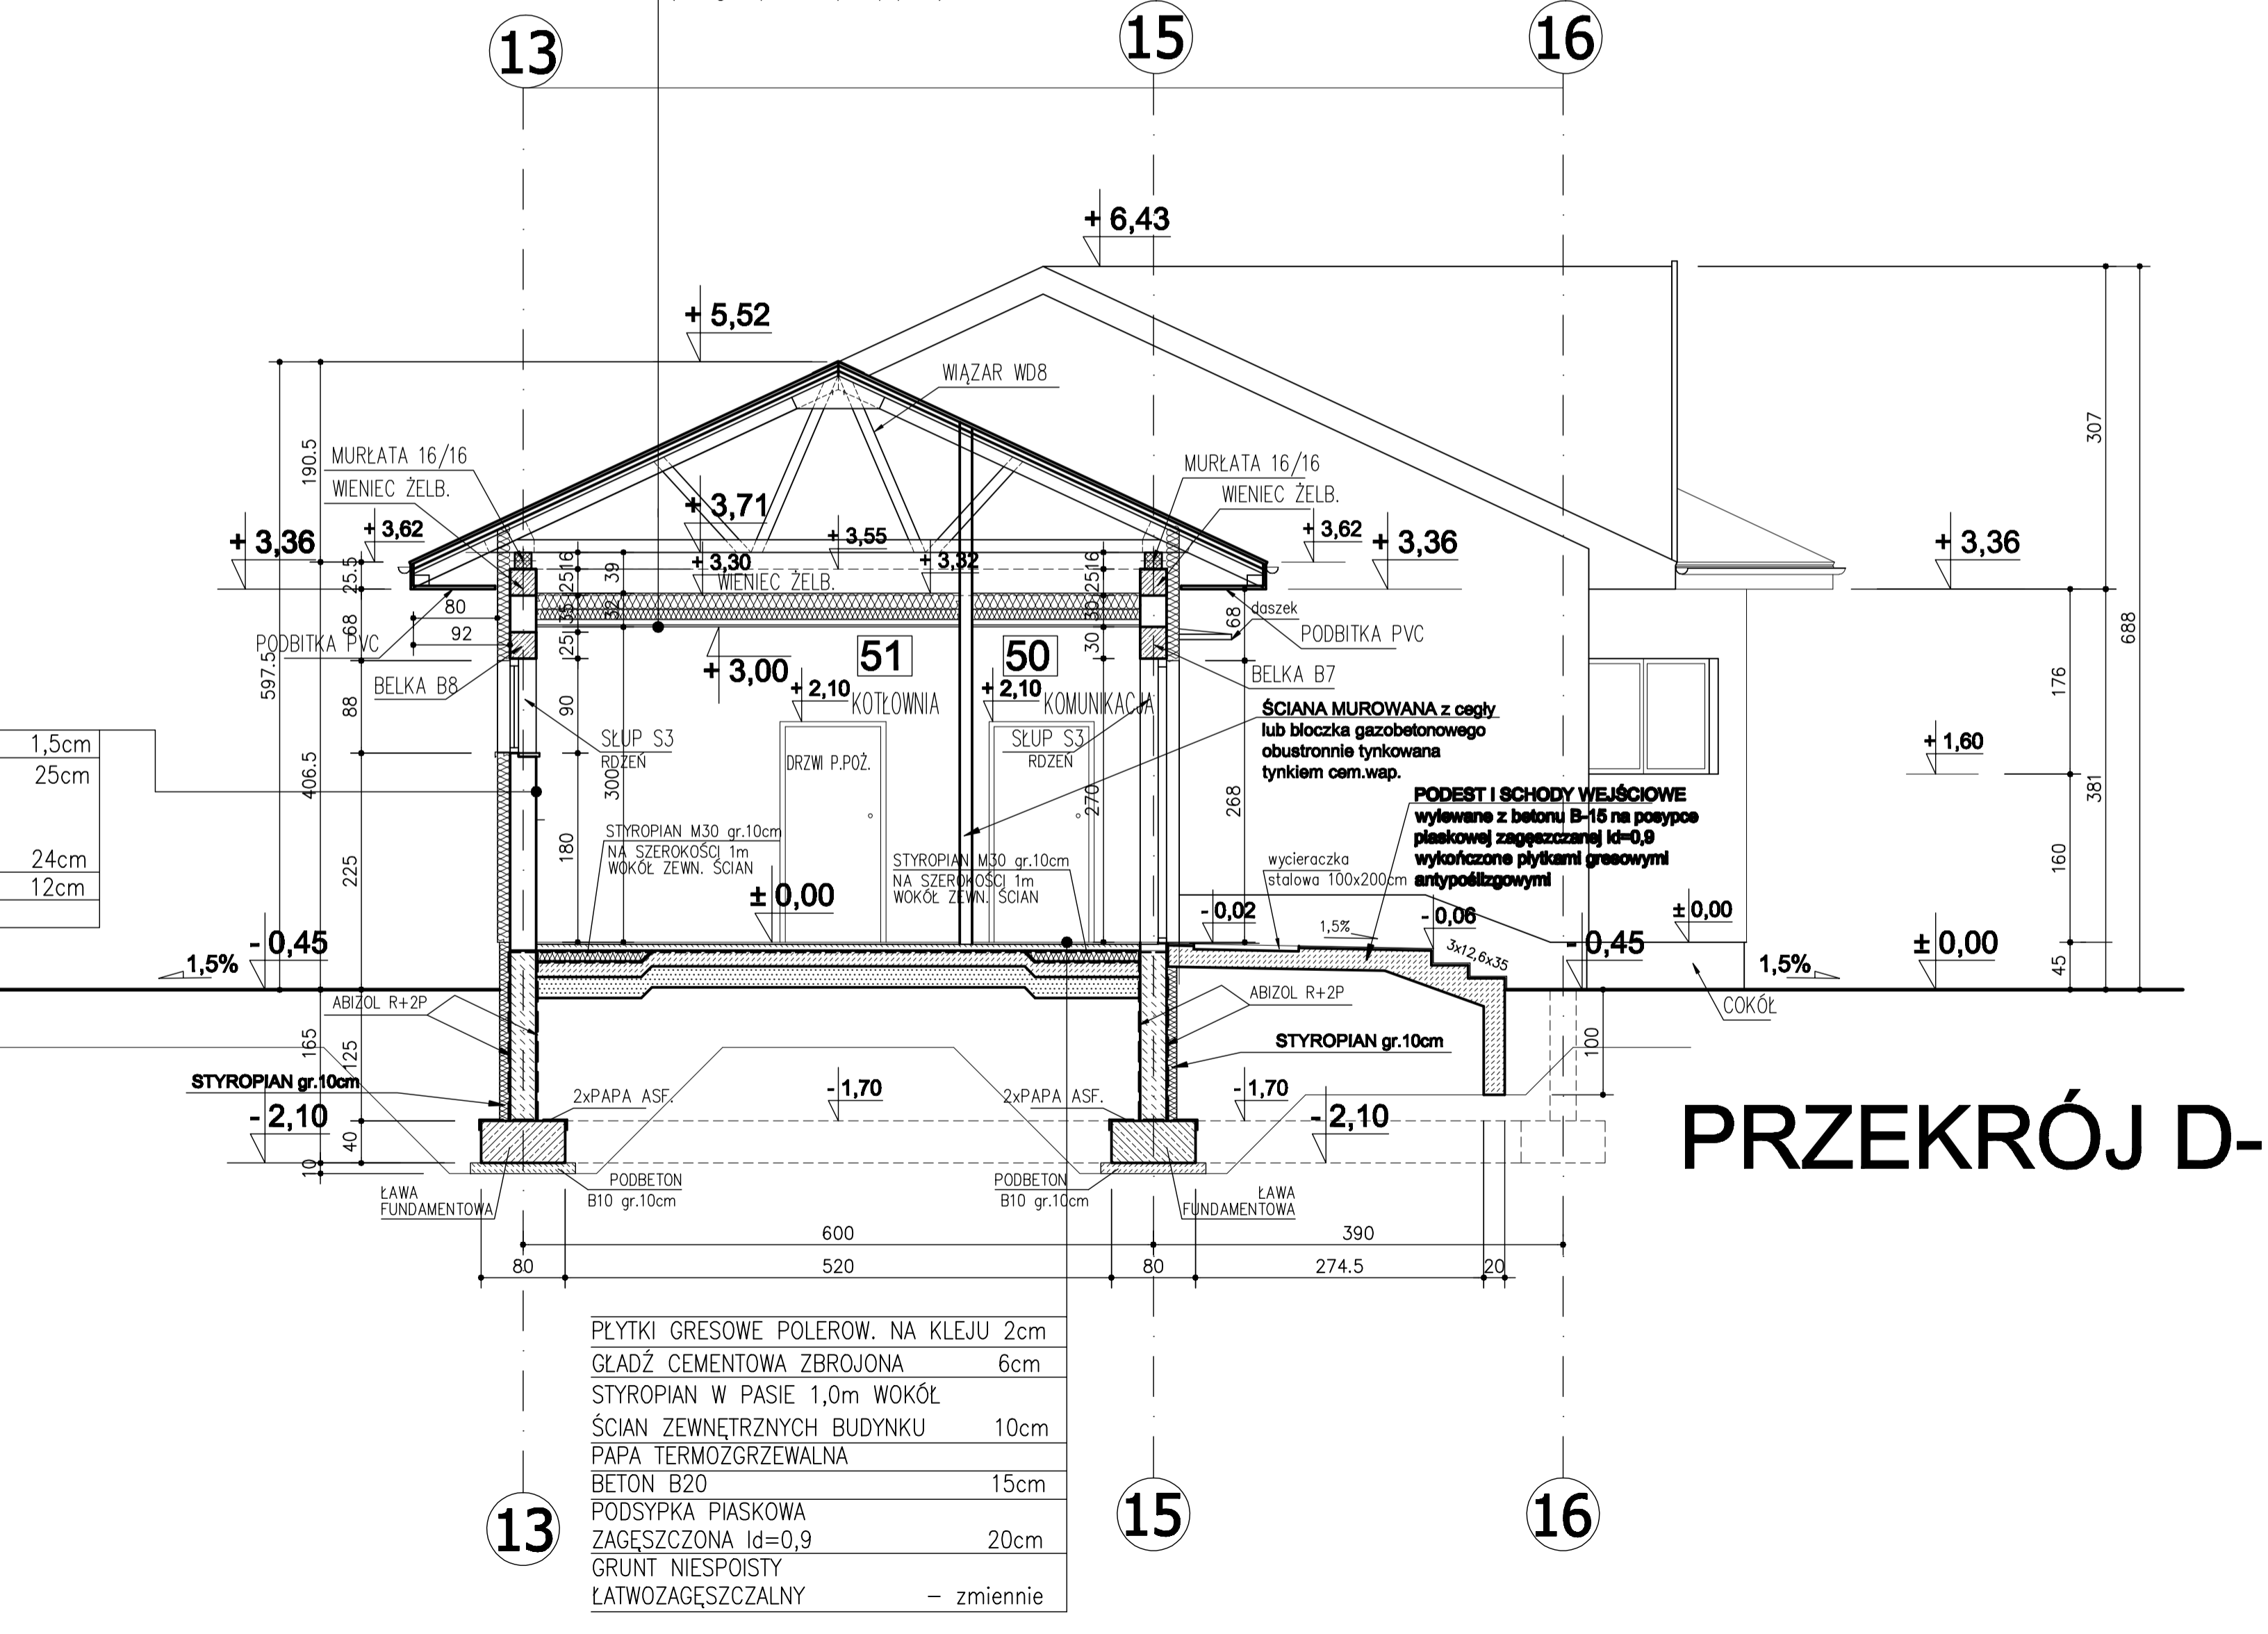 13
15
16
+ 6,43
+ 5,52
WIĄZAR WD8
307
688
190.5
MURŁATA 16/16
WIENIEC ŻELB.
MURŁATA 16/16
WIENIEC ŻELB.
+ 3,71
+ 3,62
+ 3,36
+ 3,55
+ 3,62
+ 3,36
+ 3,36
+ 3,30
+ 3,32
WIENIEC ŻELB.
16
25
35
25
39
32
16
25
30
30
25.5
68
80
92
68
daszek
PODBITKA PVC
PODBITKA PVC
597.5
51
50
+ 3,00
BELKA B8
BELKA B7
+ 2,10
KOTŁOWNIA
+ 2,10
KOMUNIKACJA
88
90
176
ŚCIANA MUROWANA z cegły
lub bloczka gazobetonowego
obustronnie tynkowana
tynkiem cem.wap.
SŁUP S3
RDZEŃ
SŁUP S3
RDZEŃ
DRZWI P.POŻ.
+ 1,60
1,5cm
25cm
24cm
12cm
406.5
300
270
268
381
PODEST I SCHODY WEJŚCIOWE
wylewane z betonu B-15 na posypce
piaskowej zagęszczanej Id=0,9
wykończone płytkami gresowymi
antypoślizgowymi
225
180
160
STYROPIAN M30 gr.10cm
NA SZEROKOŚCI 1m
WOKÓŁ ZEWN. ŚCIAN
STYROPIAN M30 gr.10cm
NA SZEROKOŚCI 1m
WOKÓŁ ZEWN. ŚCIAN
wycieraczka
stalowa 100x200cm
± 0,00
- 0,02
1,5%
- 0,06
3x12,6x35
± 0,00
- 0,45
1,5%
- 0,45
1,5%
± 0,00
45
COKÓŁ
ABIZOL R+2P
ABIZOL R+2P
165
125
100
STYROPIAN gr.10cm
STYROPIAN gr.10cm
- 2,10
2xPAPA ASF.
- 1,70
2xPAPA ASF.
- 1,70
- 2,10
40
10
PRZEKRÓJ D-
ŁAWA
FUNDAMENTOWA
PODBETON
B10 gr.10cm
PODBETON
B10 gr.10cm
ŁAWA
FUNDAMENTOWA
600
390
80
520
80
274.5
20
PŁYTKI GRESOWE POLEROW. NA KLEJU 2cm
GŁADŹ CEMENTOWA ZBROJONA 6cm
STYROPIAN W PASIE 1,0m WOKÓŁ
ŚCIAN ZEWNĘTRZNYCH BUDYNKU 10cm
PAPA TERMOZGRZEWALNA
BETON B20 15cm
PODSYPKA PIASKOWA
ZAGĘSZCZONA Id=0,9 20cm
GRUNT NIESPOISTY
ŁATWOZAGĘSZCZALNY – zmiennie
13
15
16